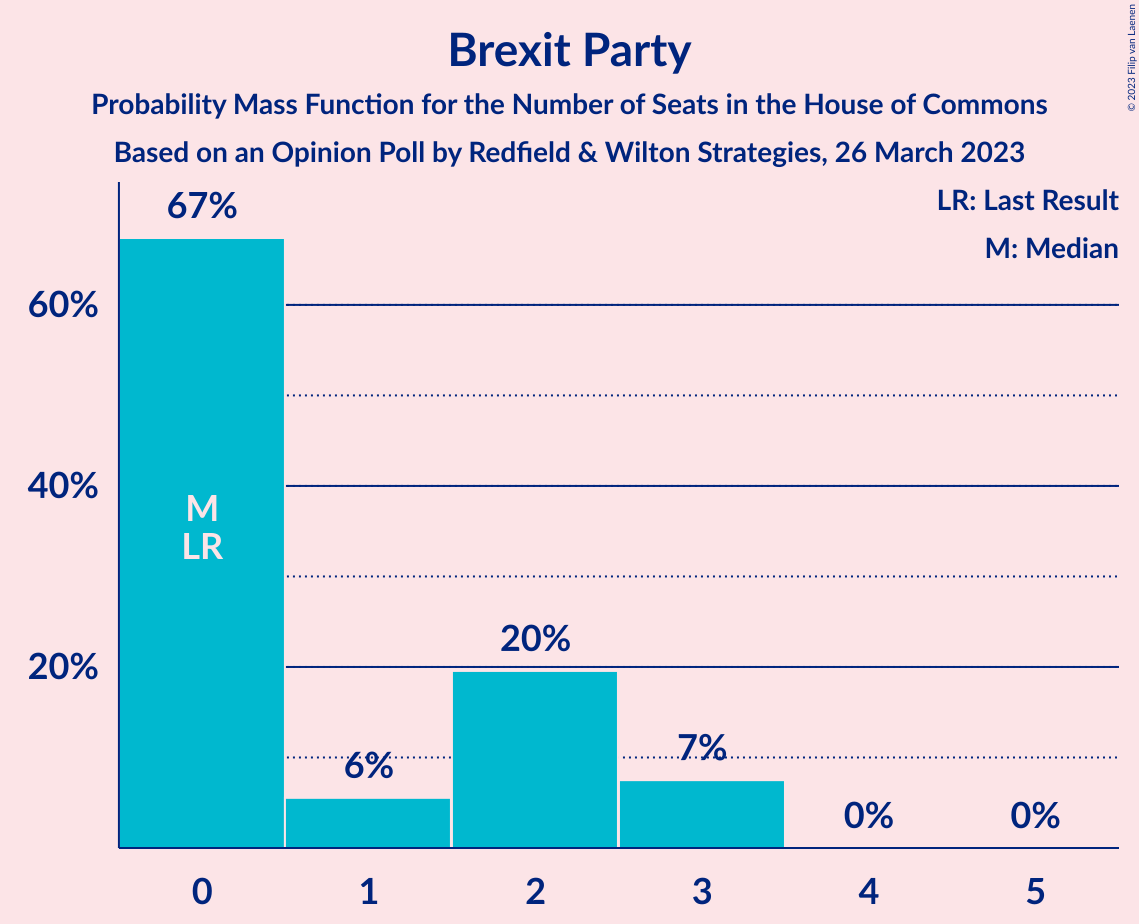 Brexit Party
Probability Mass Function for the Number of Seats in the House of Commons
Based on an Opinion Poll by Redfield & Wilton Strategies, 26 March 2023
© 2023 Filip van Laenen
LR: Last Result
M: Median
67%
60%
40%
M
LR
20%
20%
6%
7%
0%
0%
0
1
2
3
4
5